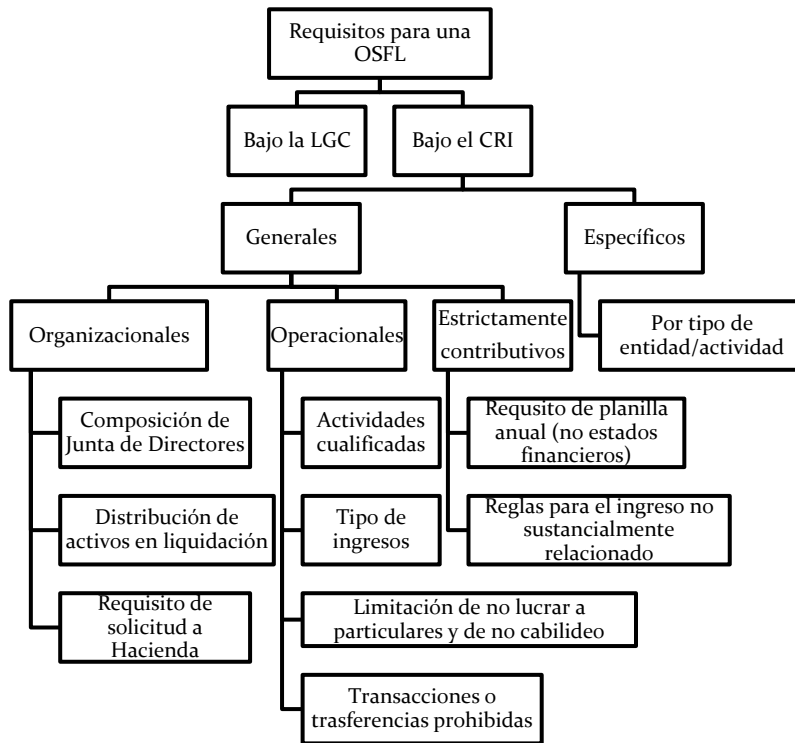 Requisitos para una
OSFL
Bajo la LGC
Bajo el CRI
Generales
Específicos
Organizacionales
Operacionales
Estrictamente
contributivos
Por tipo de
entidad/actividad
Composición de
Junta de Directores
Actividades
cualificadas
Requsito de planilla
anual (no estados
financieros)
Distribución de
activos en liquidación
Tipo de
ingresos
Reglas para el ingreso no
sustancialmente
relacionado
Requisito de
solicitud a
Hacienda
Limitación de no lucrar a
particulares y de no cabilideo
Transacciones o
trasferencias prohibidas